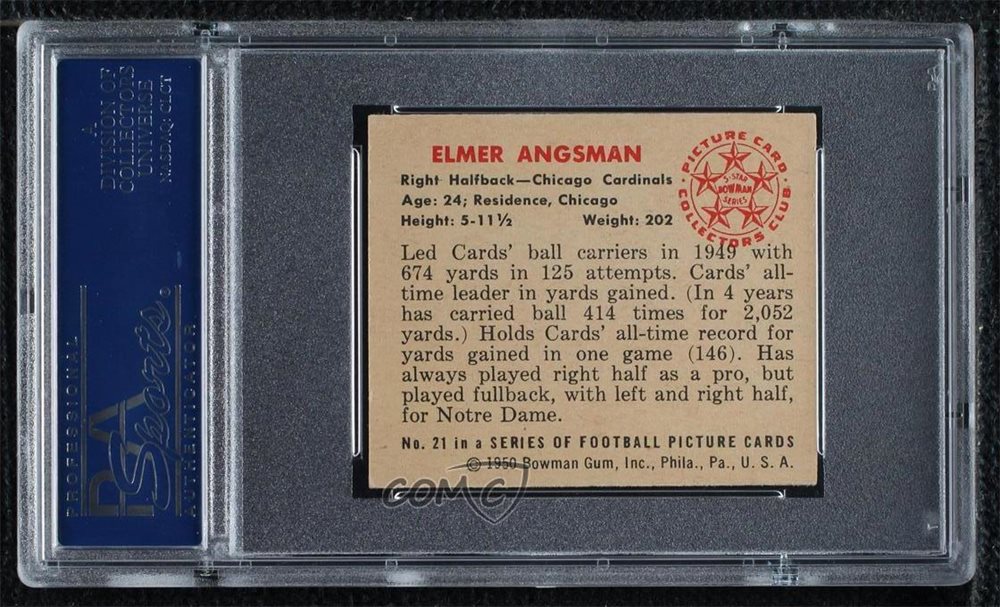 A
DIVISION OF
COLLECTORS
UNIVERSE
NASDAQ: CLCT
PROFESSIONAL
PSA
Sports
AUTHENTICATOR
ELMER ANGSMAN
Right Halfback—Chicago Cardinals
Age: 24; Residence, Chicago
Height: 5-11½ Weight: 202
PICTURE CARD
5-STAR
BOWMAN
SERIES
COLLECTORS CLUB
Led Cards' ball carriers in 1949 with
674 yards in 125 attempts. Cards' all-
time leader in yards gained. (In 4 years
has carried ball 414 times for 2,052
yards.) Holds Cards' all-time record for
yards gained in one game (146). Has
always played right half as a pro, but
played fullback, with left and right half,
for Notre Dame.
No. 21 in a SERIES OF FOOTBALL PICTURE CARDS
© 1950 Bowman Gum, Inc., Phila., Pa., U. S. A.
COMC